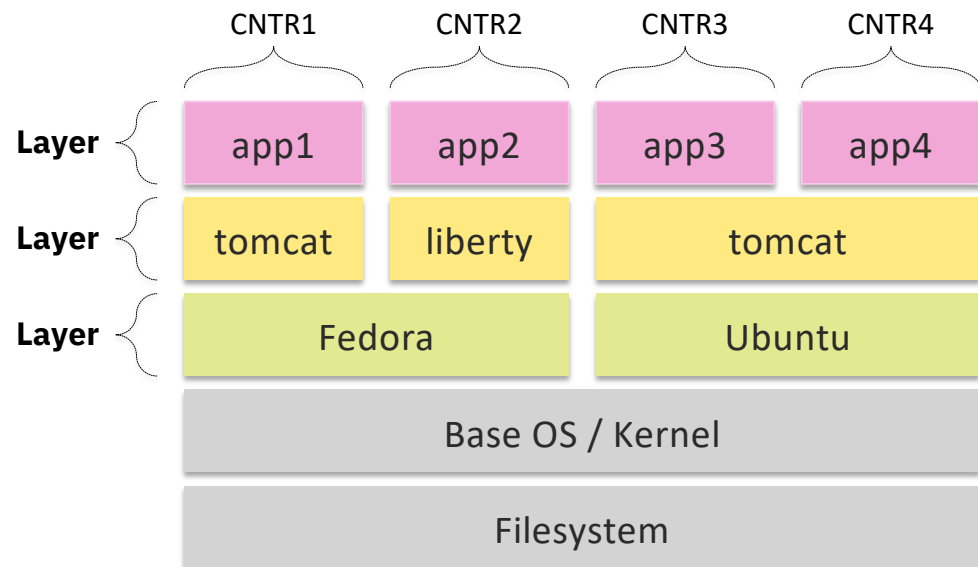 CNTR1 CNTR2 CNTR3 CNTR4
Layer app1 app2 app3 app4
Layer tomcat liberty tomcat
Layer Fedora Ubuntu
Base OS / Kernel
Filesystem